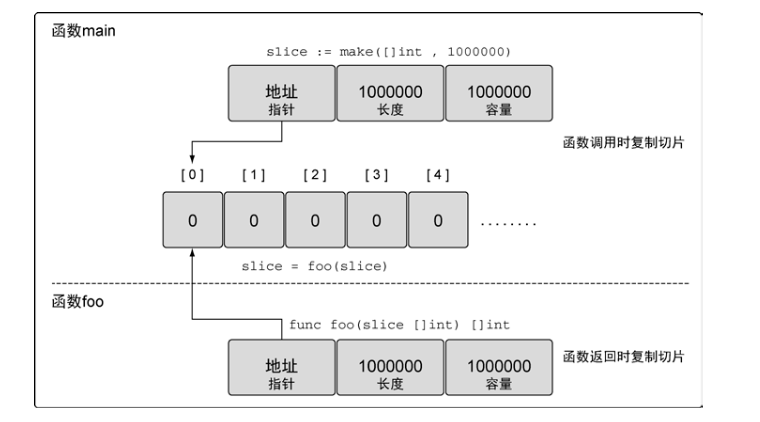 函数main
slice := make([]int , 1000000)
地址 1000000 1000000
指针 长度 容量
函数调用时复制切片
[0] [1] [2] [3] [4]
0 0 0 0 0 ........
slice = foo(slice)
函数foo
func foo(slice []int) []int
地址 1000000 1000000
指针 长度 容量
函数返回时复制切片